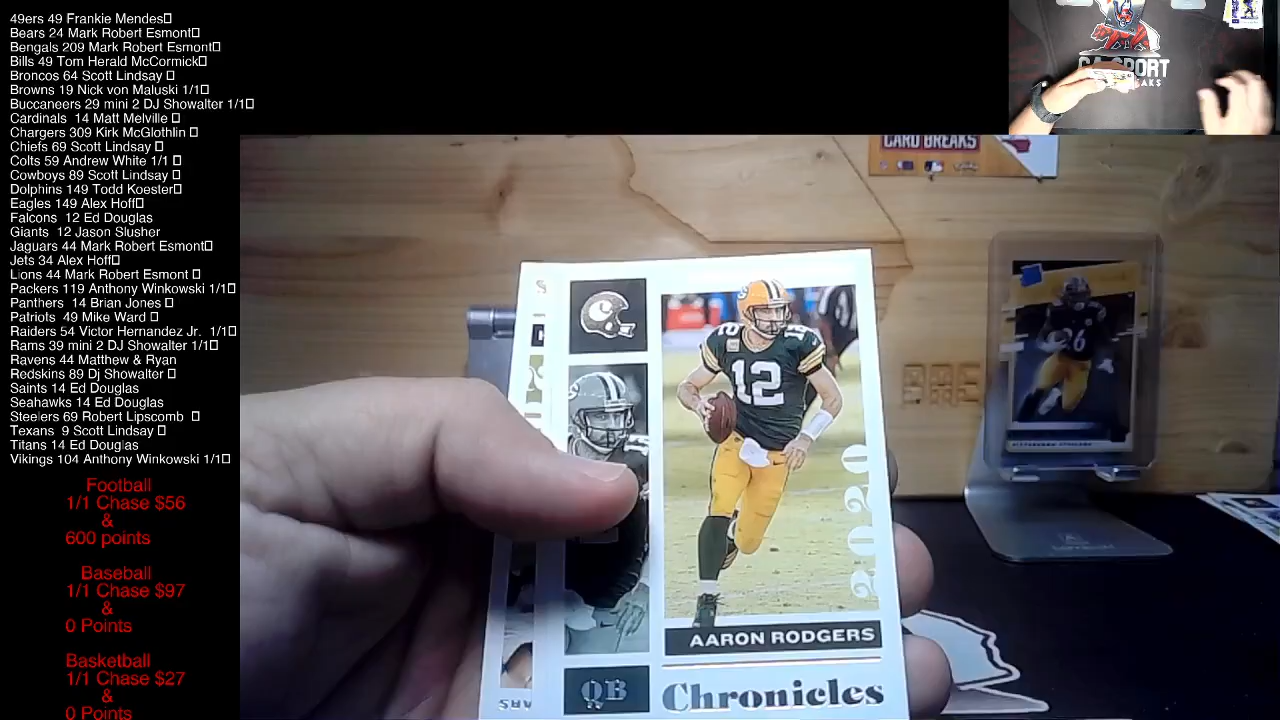 49ers 49 Frankie Mendes
Bears 24 Mark Robert Esmont
Bengals 209 Mark Robert Esmont
Bills 49 Tom Herald McCormick
Broncos 64 Scott Lindsay
Browns 19 Nick von Maluski 1/1
Buccaneers 29 mini 2 DJ Showalter 1/1
Cardinals 14 Matt Melville
Chargers 309 Kirk McGlothlin
Chiefs 69 Scott Lindsay
Colts 59 Andrew White 1/1
Cowboys 89 Scott Lindsay
Dolphins 149 Todd Koester
Eagles 149 Alex Hoff
Falcons 12 Ed Douglas
Giants 12 Jason Slusher
Jaguars 44 Mark Robert Esmont
Jets 34 Alex Hoff
Lions 44 Mark Robert Esmont
Packers 119 Anthony Winkowski 1/1
Panthers 14 Brian Jones
Patriots 49 Mike Ward
Raiders 54 Victor Hernandez Jr. 1/1
Rams 39 mini 2 DJ Showalter 1/1
Ravens 44 Matthew & Ryan
Redskins 89 Dj Showalter
Saints 14 Ed Douglas
Seahawks 14 Ed Douglas
Steelers 69 Robert Lipscomb
Texans 9 Scott Lindsay
Titans 14 Ed Douglas
Vikings 104 Anthony Winkowski 1/1
Football
1/1 Chase $56
&
600 points
Baseball
1/1 Chase $97
&
0 Points
Basketball
1/1 Chase $27
&
0 Points
CARD BREAKS
12
12
2020
AARON RODGERS
QB
Chronicles
26